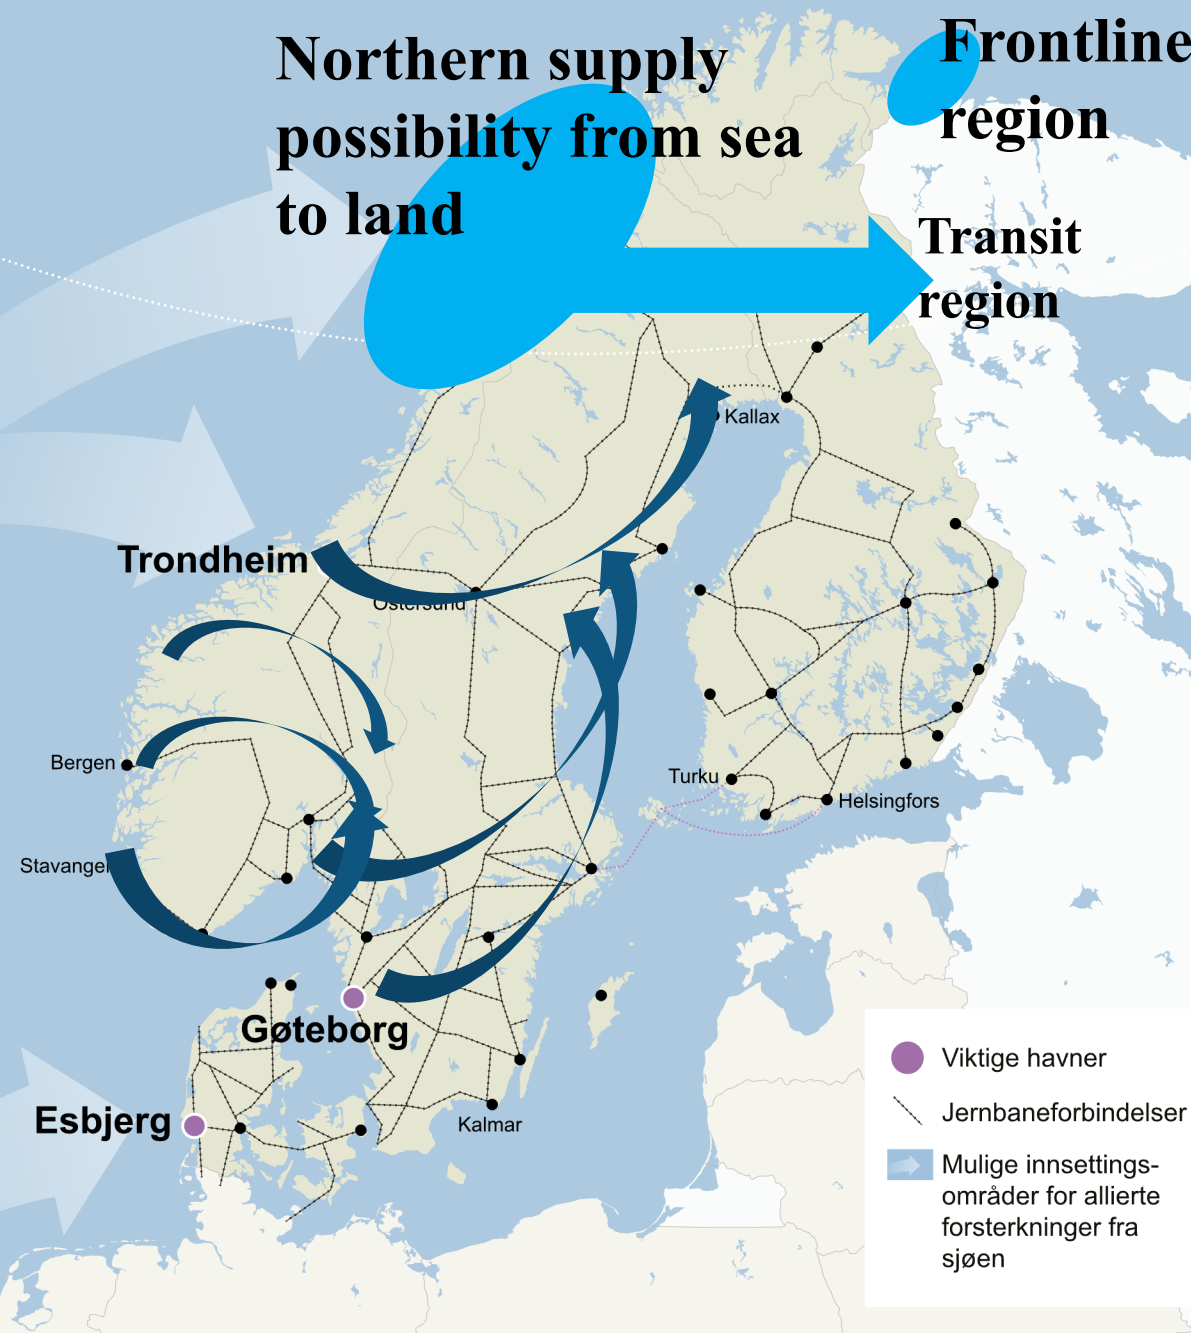 Northern supply
possibility from sea
to land
Frontline
region
Transit
region
Kallax
Trondheim
Östersund
Bergen
Turku
Helsingfors
Stavanger
Gøteborg
Esbjerg
Kalmar
Viktige havner
Jernbaneforbindelser
Mulige innsettings-
områder for allierte
forsterkninger fra
sjøen